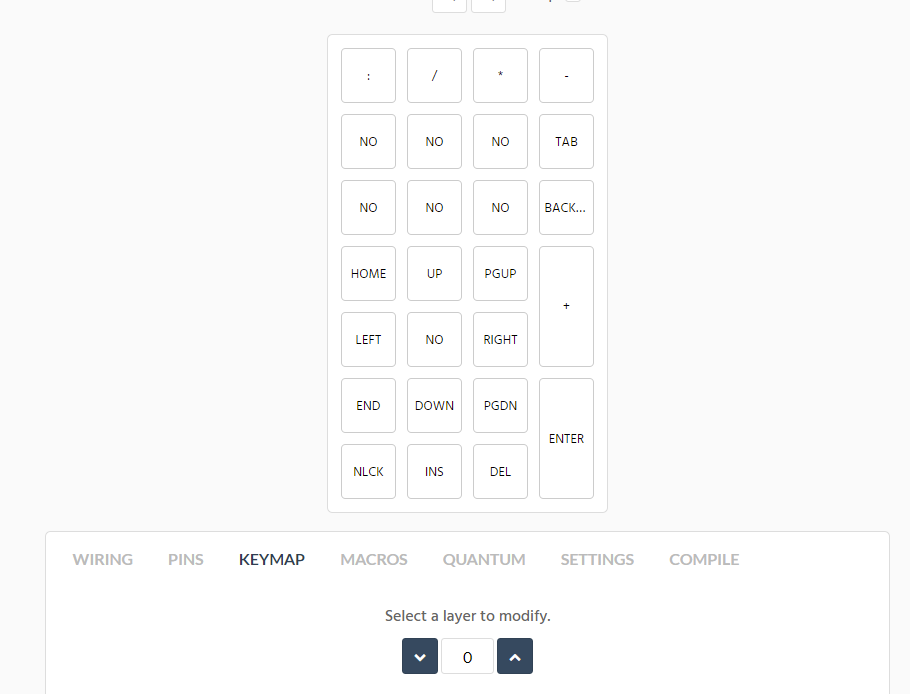 : / * -
NO NO NO TAB
NO NO NO BACK...
HOME UP PGUP
+
LEFT NO RIGHT
END DOWN PGDN
ENTER
NLCK INS DEL
WIRING PINS KEYMAP MACROS QUANTUM SETTINGS COMPILE
Select a layer to modify.
0